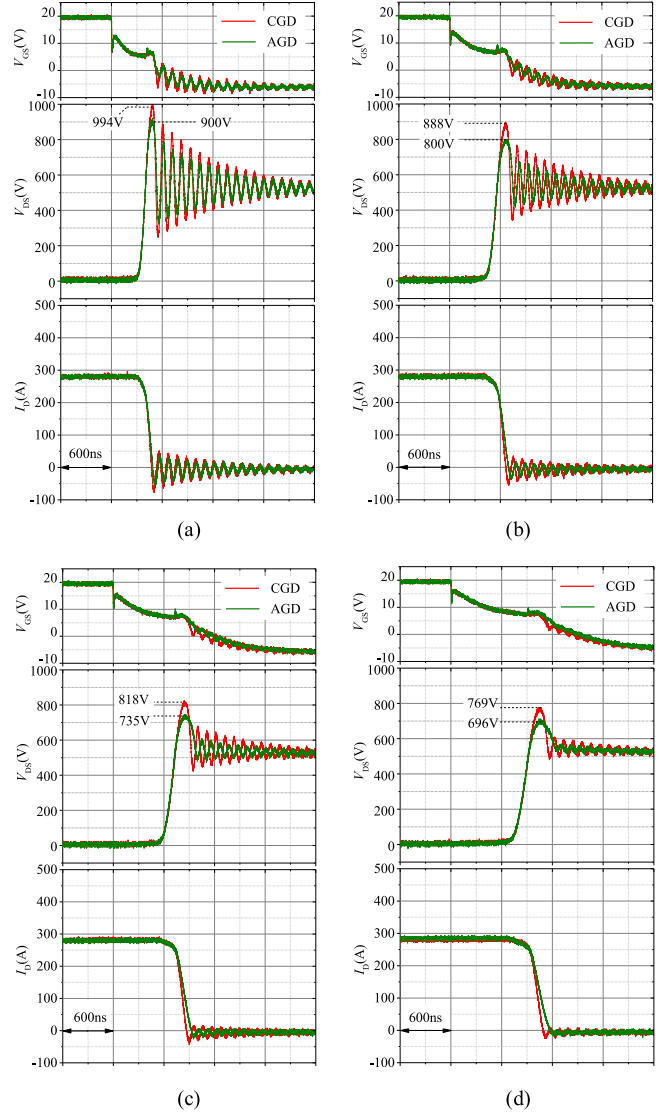 20
10
0
-10
V_GS(V)
CGD
AGD
1000
800
600
400
200
0
V_DS(V)
994V
900V
500
400
300
200
100
0
-100
I_D(A)
600ns
(a)
20
10
0
-10
V_GS(V)
CGD
AGD
1000
800
600
400
200
0
V_DS(V)
888V
800V
500
400
300
200
100
0
-100
I_D(A)
600ns
(b)
20
10
0
-10
V_GS(V)
CGD
AGD
1000
800
600
400
200
0
V_DS(V)
818V
735V
500
400
300
200
100
0
-100
I_D(A)
600ns
(c)
20
10
0
-10
V_GS(V)
CGD
AGD
1000
800
600
400
200
0
V_DS(V)
769V
696V
500
400
300
200
100
0
-100
I_D(A)
600ns
(d)